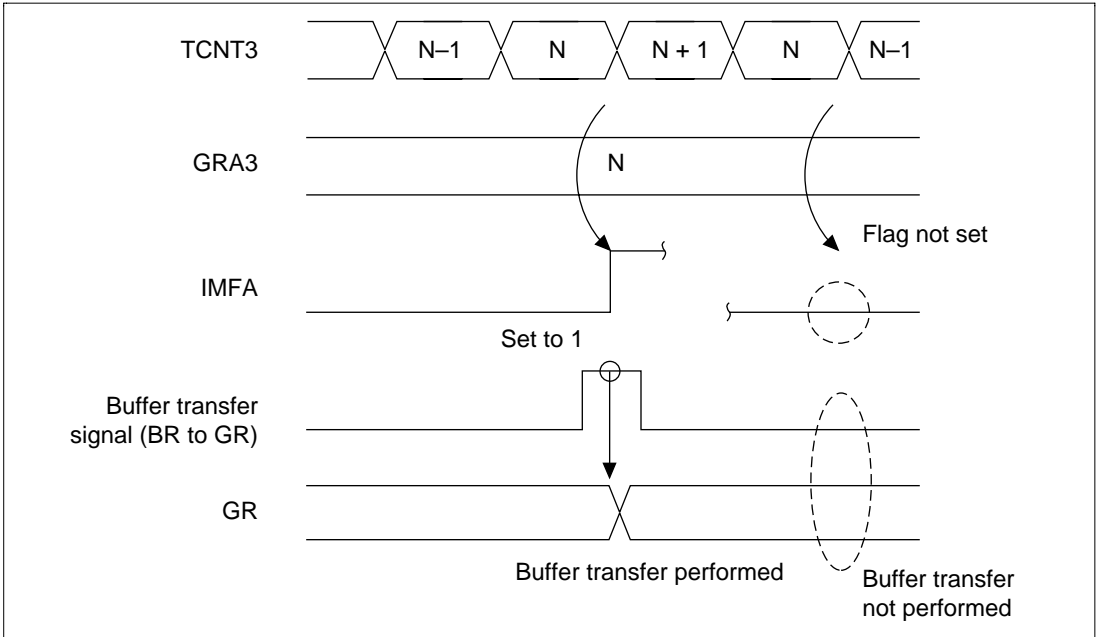 TCNT3
N–1
N
N + 1
N
N–1
GRA3
N
Flag not set
IMFA
Set to 1
Buffer transfer
signal (BR to GR)
GR
Buffer transfer performed
Buffer transfer
not performed